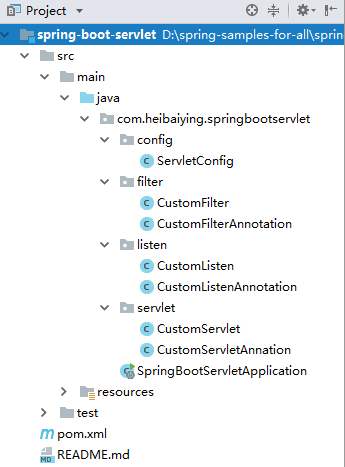 Project
spring-boot-servlet D:\spring-samples-for-all\sprin
src
main
java
com.heibaiying.springbootservlet
config
ServletConfig
filter
CustomFilter
CustomFilterAnnotation
listen
CustomListen
CustomListenAnnotation
servlet
CustomServlet
CustomServletAnnation
SpringBootServletApplication
resources
test
pom.xml
README.md